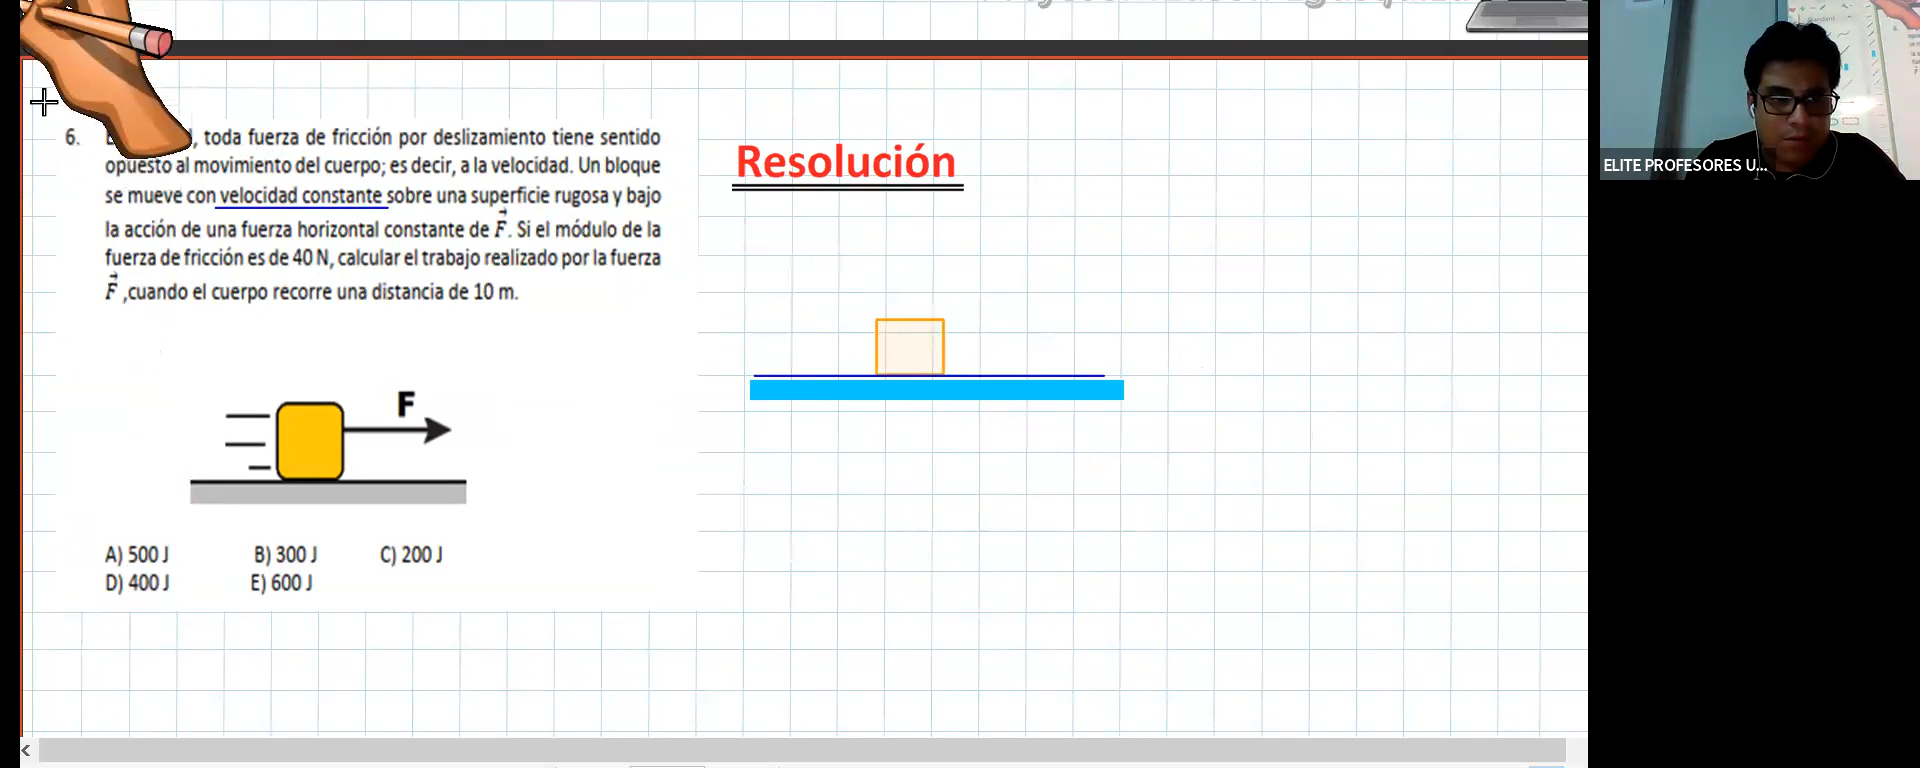 6. , toda fuerza de fricción por deslizamiento tiene sentido
opuesto al movimiento del cuerpo; es decir, a la velocidad. Un bloque
se mueve con velocidad constante sobre una superficie rugosa y bajo
la acción de una fuerza horizontal constante de F⃗. Si el módulo de la
fuerza de fricción es de 40 N, calcular el trabajo realizado por la fuerza
F⃗ ,cuando el cuerpo recorre una distancia de 10 m.
F
A) 500 J B) 300 J C) 200 J
D) 400 J E) 600 J
Resolución
ELITE PROFESORES U...